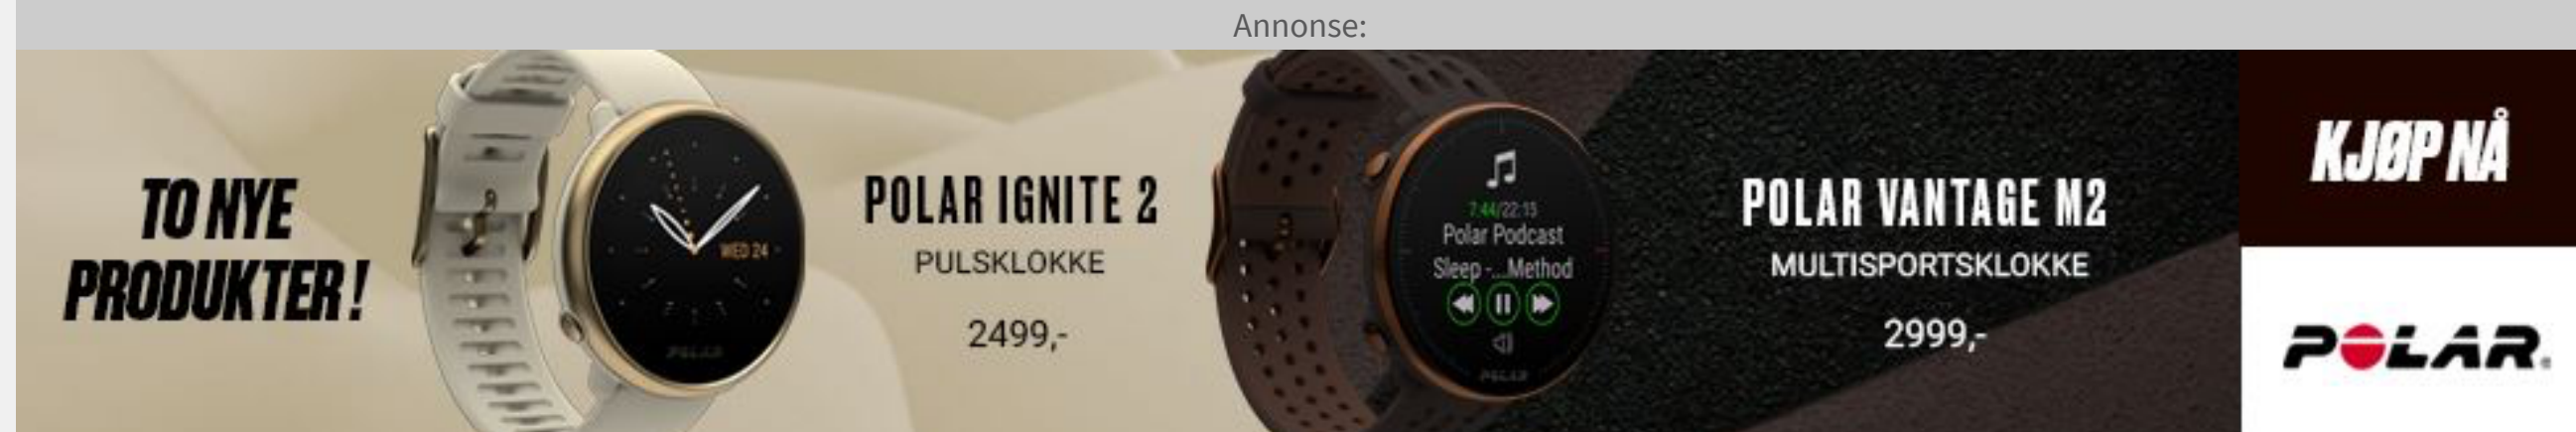 Annonse:
TO NYE
PRODUKTER!
WED 24
POLAR
POLAR IGNITE 2
PULSKLOKKE
2499,-
7:44/22:15
Polar Podcast
Sleep -...Method
POLAR
POLAR VANTAGE M2
MULTISPORTSKLOKKE
2999,-
KJØP NÅ
POLAR